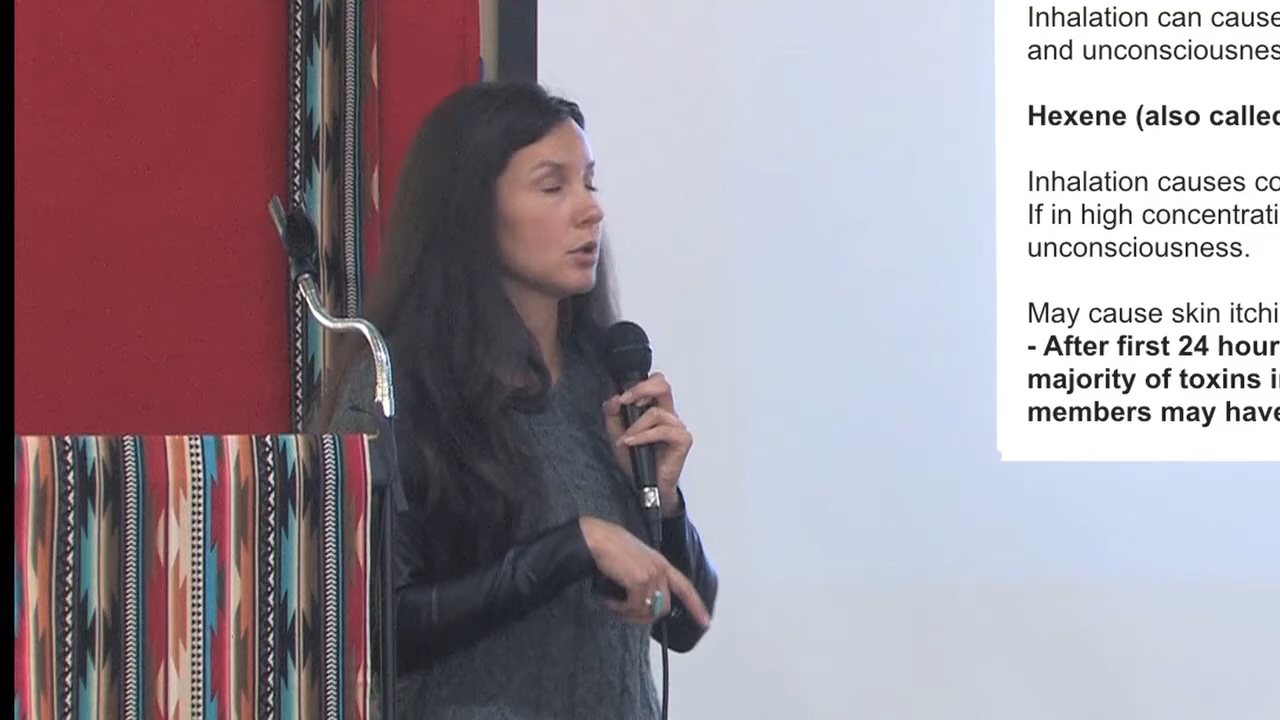 Inhalation can cause
and unconsciousnes
Hexene (also called
Inhalation causes co
If in high concentrati
unconsciousness.
May cause skin itchi
- After first 24 hour
majority of toxins i
members may have